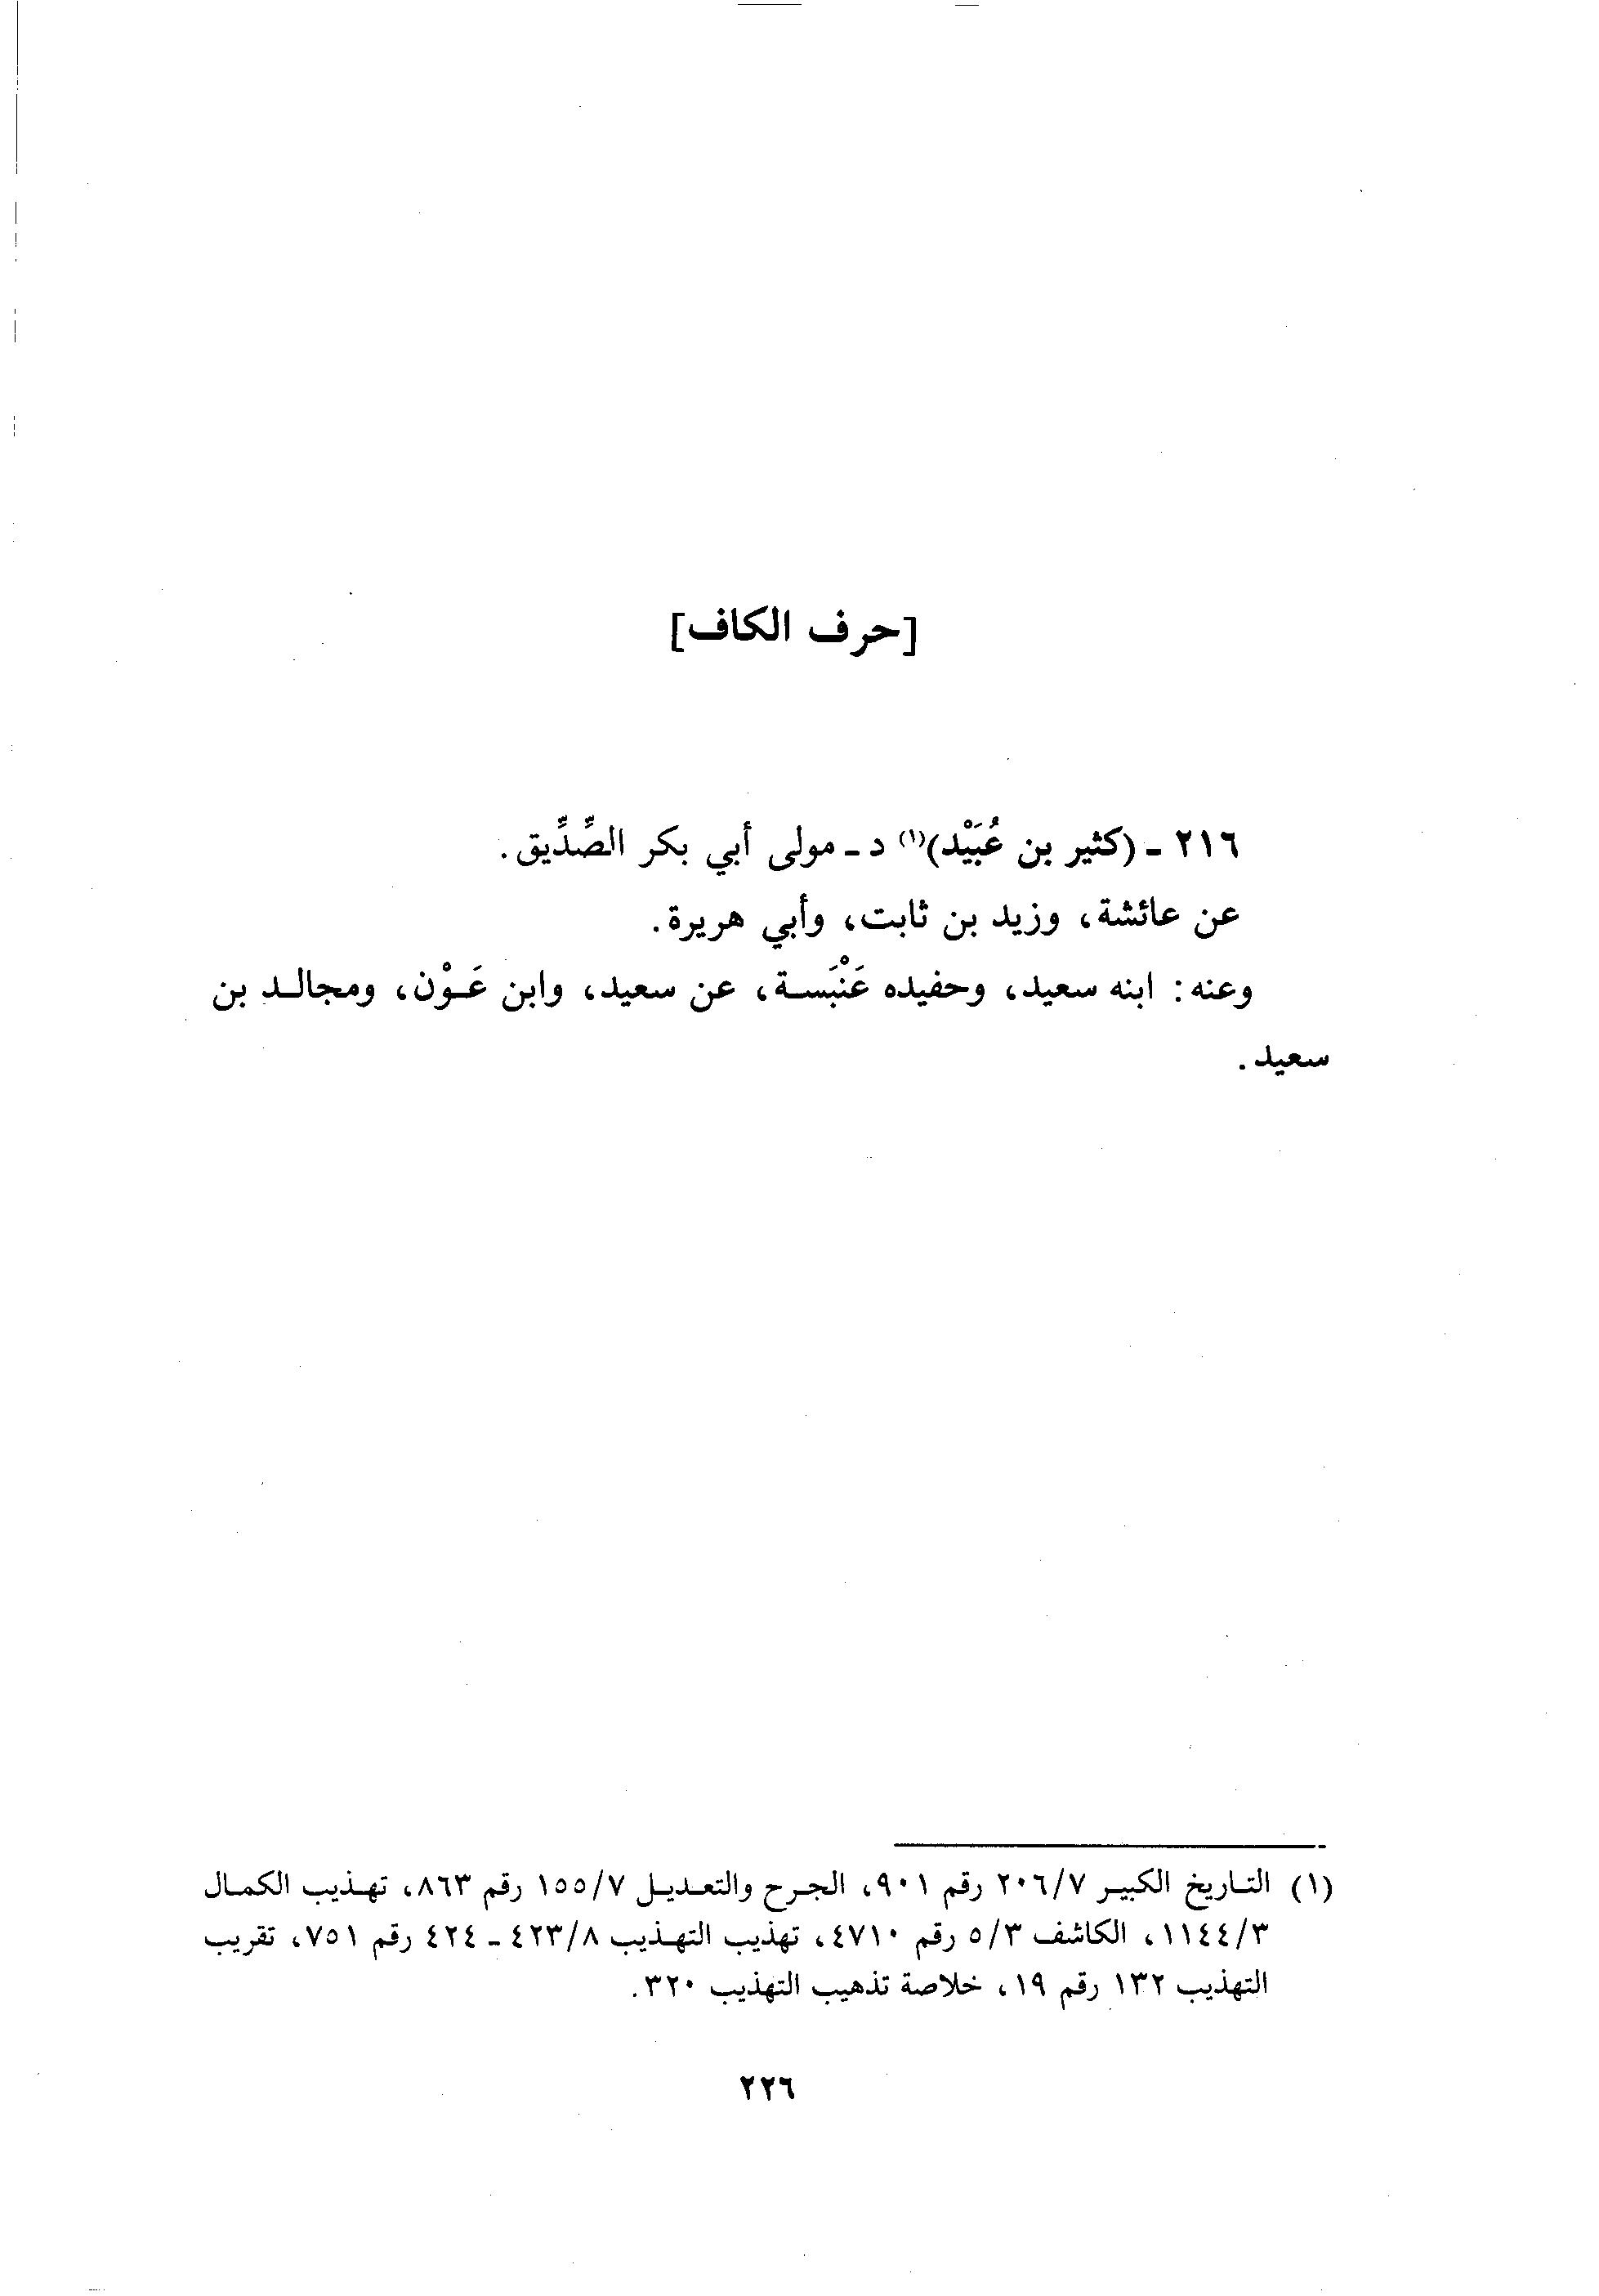 [حرف الكاف]
٢١٦ ـ (كثير بن عُبَيْد)(١) د ـ مولى أبي بكر الصِّدِّيق.
عن عائشة، وزيد بن ثابت، وأبي هريرة.
وعنه: ابنه سعيد، وحفيده عَنْبَسة، عن سعيد، وابن عَوْن، ومجالد بن
سعيد.
(١) التاريخ الكبير ٢٠٦/٧ رقم ٩٠١، الجرح والتعديل ١٥٥/٧ رقم ٨٦٣، تهذيب الكمال
١١٤٤/٣، الكاشف ٥/٣ رقم ٤٧١٠، تهذيب التهذيب ٤٢٣/٨ ـ ٤٢٤ رقم ٧٥١، تقريب
التهذيب ١٣٢ رقم ١٩، خلاصة تذهيب التهذيب ٣٢٠.
٢٢٦